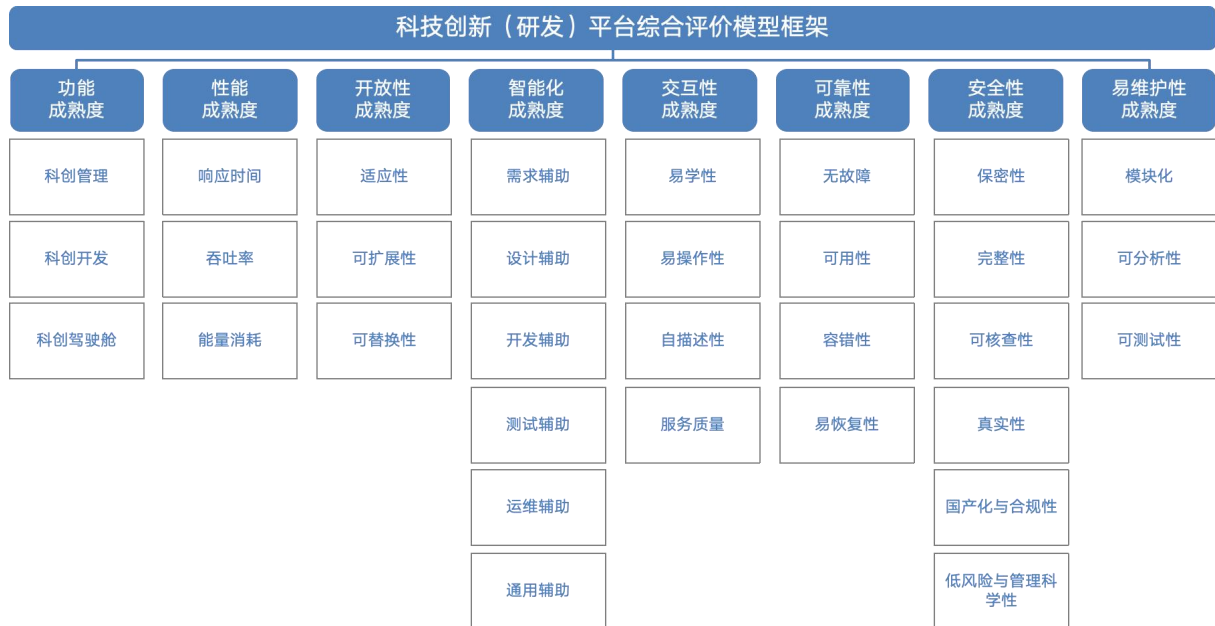 科技创新（研发）平台综合评价模型框架
功能
成熟度
性能
成熟度
开放性
成熟度
智能化
成熟度
交互性
成熟度
可靠性
成熟度
安全性
成熟度
易维护性
成熟度
科创管理
响应时间
适应性
需求辅助
易学性
无故障
保密性
模块化
科创开发
吞吐率
可扩展性
设计辅助
易操作性
可用性
完整性
可分析性
科创驾驶舱
能量消耗
可替换性
开发辅助
自描述性
容错性
可核查性
可测试性
测试辅助
服务质量
易恢复性
真实性
运维辅助
国产化与合规性
通用辅助
低风险与管理科
学性